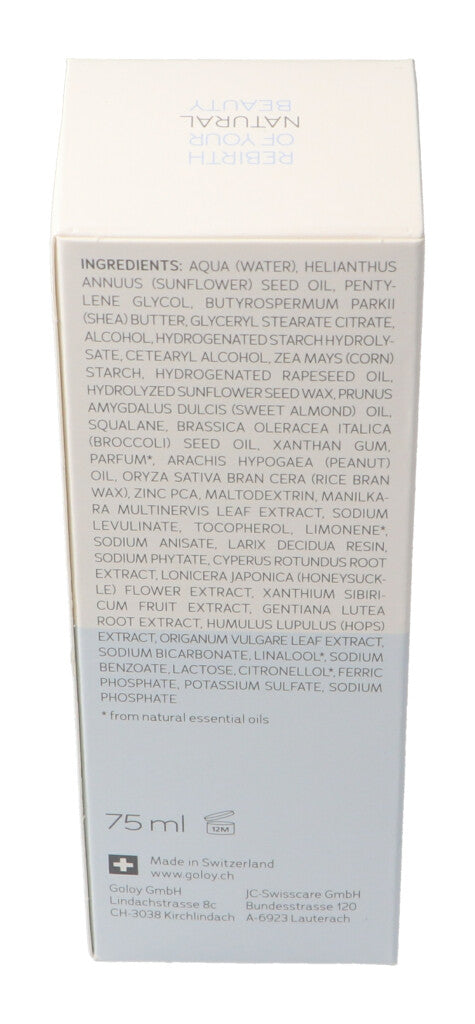 REBIRTH
OF YOUR
NATURAL
BEAUTY
INGREDIENTS: AQUA (WATER), HELIANTHUS
ANNUUS (SUNFLOWER) SEED OIL, PENTY-
LENE GLYCOL, BUTYROSPERMUM PARKII
(SHEA) BUTTER, GLYCERYL STEARATE CITRATE,
ALCOHOL, HYDROGENATED STARCH HYDROLY-
SATE, CETEARYL ALCOHOL, ZEA MAYS (CORN)
STARCH, HYDROGENATED RAPESEED OIL,
HYDROLYZED SUNFLOWER SEED WAX, PRUNUS
AMYGDALUS DULCIS (SWEET ALMOND) OIL,
SQUALANE, BRASSICA OLERACEA ITALICA
(BROCCOLI) SEED OIL, XANTHAN GUM,
PARFUM*, ARACHIS HYPOGAEA (PEANUT)
OIL, ORYZA SATIVA BRAN CERA (RICE BRAN
WAX), ZINC PCA, MALTODEXTRIN, MANILKA-
RA MULTINERVIS LEAF EXTRACT, SODIUM
LEVULINATE, TOCOPHEROL, LIMONENE*,
SODIUM ANISATE, LARIX DECIDUA RESIN,
SODIUM PHYTATE, CYPERUS ROTUNDUS ROOT
EXTRACT, LONICERA JAPONICA (HONEYSUCK-
LE) FLOWER EXTRACT, XANTHIUM SIBIRI-
CUM FRUIT EXTRACT, GENTIANA LUTEA
ROOT EXTRACT, HUMULUS LUPULUS (HOPS)
EXTRACT, ORIGANUM VULGARE LEAF EXTRACT,
SODIUM BICARBONATE, LINALOOL*, SODIUM
BENZOATE, LACTOSE, CITRONELLOL*, FERRIC
PHOSPHATE, POTASSIUM SULFATE, SODIUM
PHOSPHATE
* from natural essential oils
75 ml 12M
Made in Switzerland
www.goloy.ch
Goloy GmbH JC-Swisscare GmbH
Lindachstrasse 8c Bundesstrasse 120
CH-3038 Kirchlindach A-6923 Lauterach